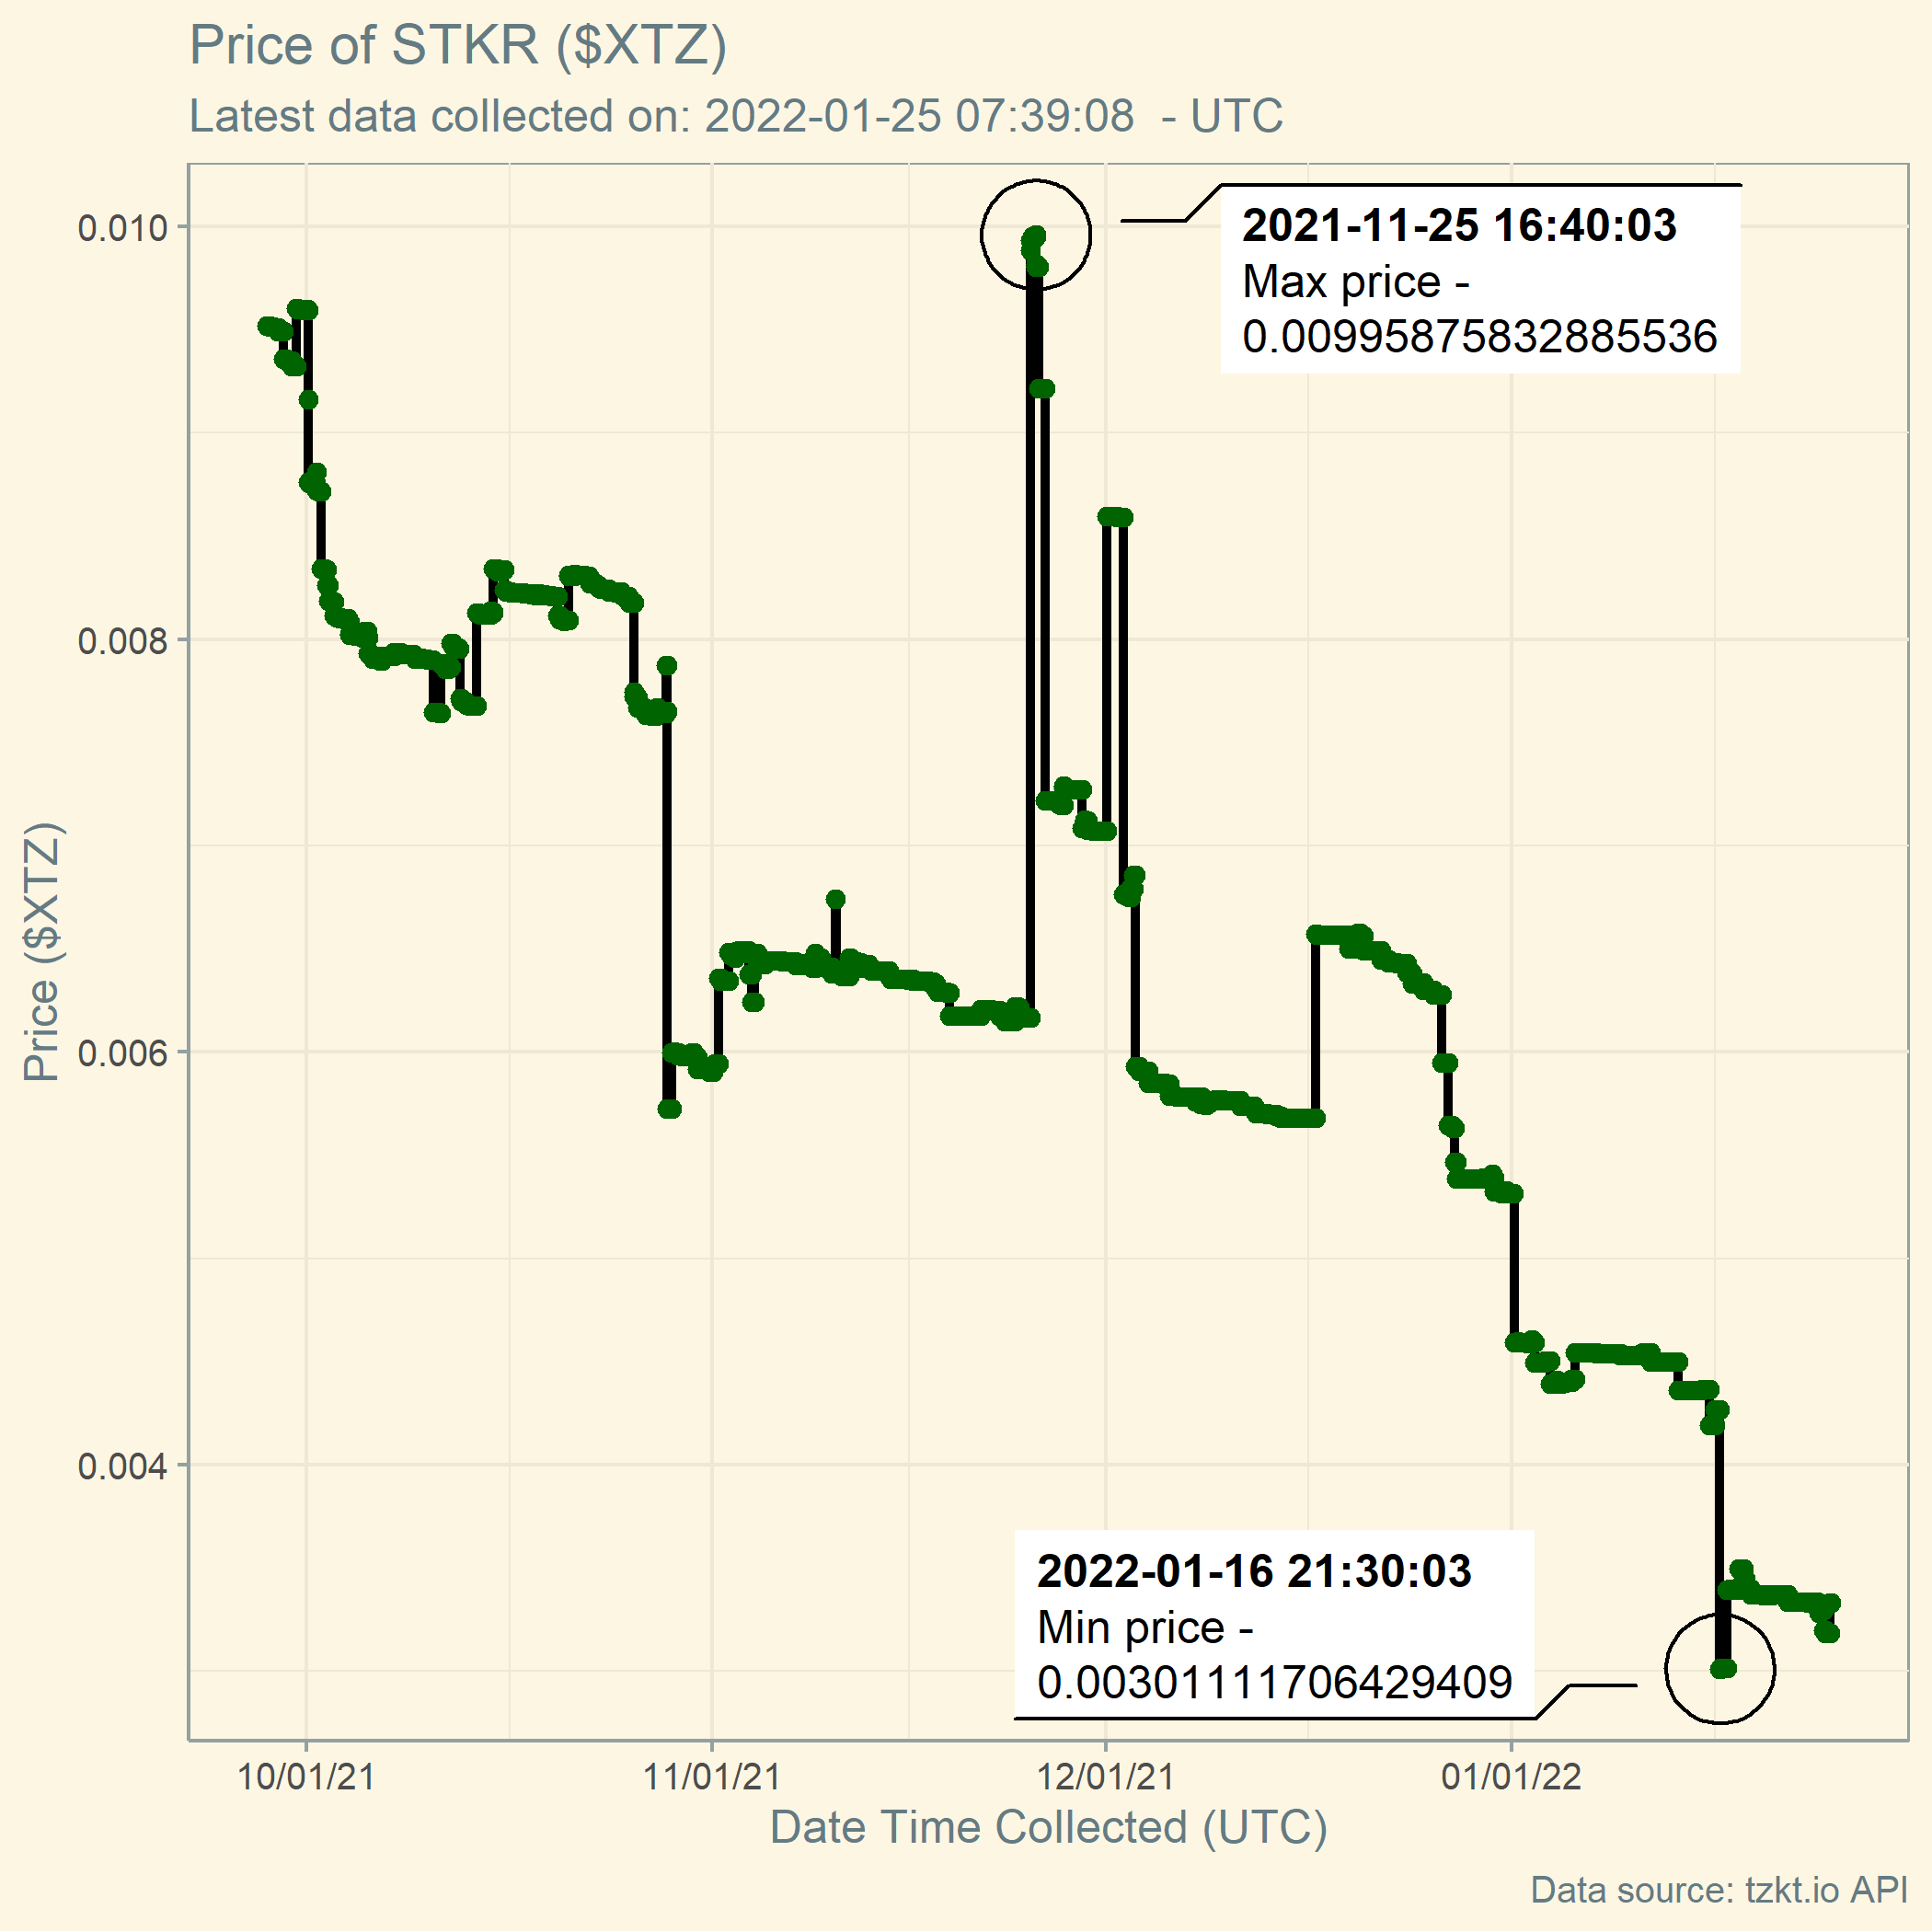 Price of STKR ($XTZ)
Latest data collected on: 2022-01-25 07:39:08  - UTC
0.010
0.008
0.006
0.004
Price ($XTZ)
2021-11-25 16:40:03
Max price -
0.00995875832885536
2022-01-16 21:30:03
Min price -
0.00301111706429409
10/01/21
11/01/21
12/01/21
01/01/22
Date Time Collected (UTC)
Data source: tzkt.io API